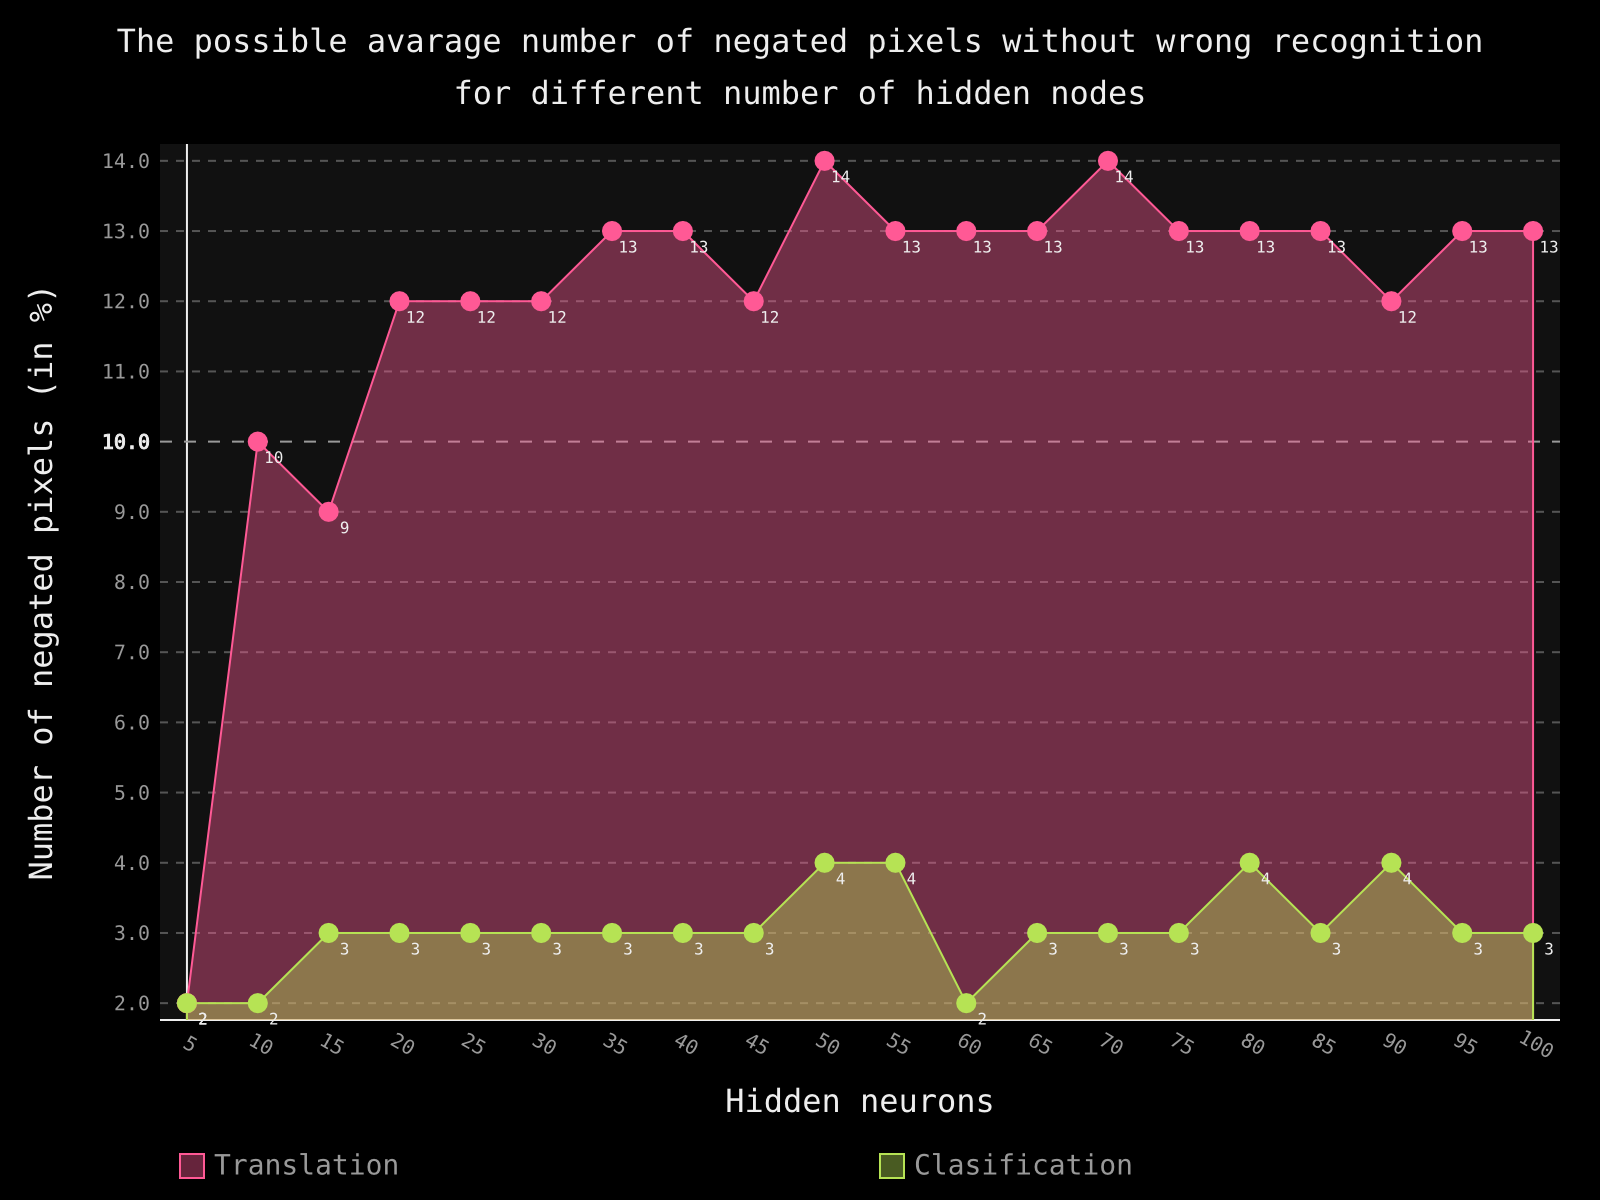 The possible avarage number of negated pixels without wrong recognition
for different number of hidden nodes
Number of negated pixels (in %)
14.0
13.0
12.0
11.0
10.0
9.0
8.0
7.0
6.0
5.0
4.0
3.0
2.0
2 10 9 12 12 12 13 13 12 14 13 13 13 14 13 13 13 12 13 13
2 2 3 3 3 3 3 3 3 4 4 2 3 3 3 4 3 4 3 3
5 10 15 20 25 30 35 40 45 50 55 60 65 70 75 80 85 90 95 100
Hidden neurons
Translation
Clasification